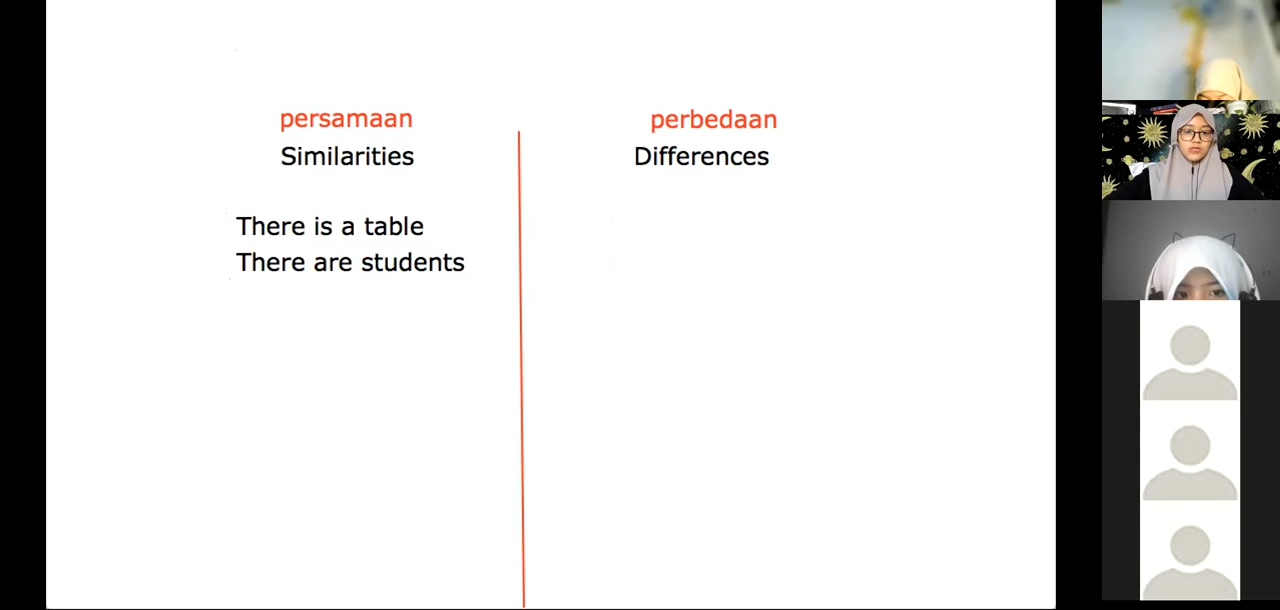 persamaan
Similarities
There is a table
There are students
perbedaan
Differences